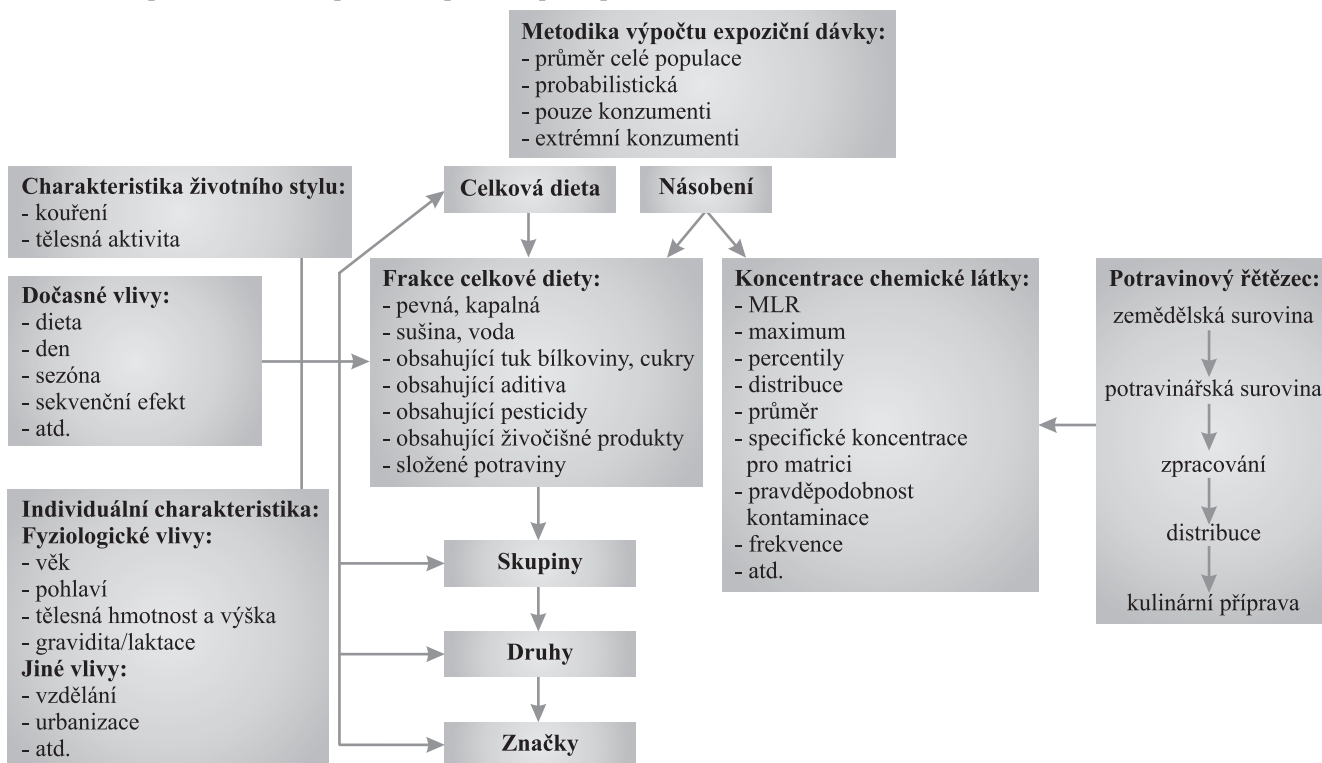 Metodika výpočtu expoziční dávky:
- průměr celé populace
- probabilistická
- pouze konzumenti
- extrémní konzumenti
Charakteristika životního stylu:
- kouření
- tělesná aktivita
Celková dieta
Násobení
Dočasné vlivy:
- dieta
- den
- sezóna
- sekvenční efekt
- atd.
Frakce celkové diety:
- pevná, kapalná
- sušina, voda
- obsahující tuk bílkoviny, cukry
- obsahující aditiva
- obsahující pesticidy
- obsahující živočišné produkty
- složené potraviny
Koncentrace chemické látky:
- MLR
- maximum
- percentily
- distribuce
- průměr
- specifické koncentrace
pro matrici
- pravděpodobnost
kontaminace
- frekvence
- atd.
Potravinový řětězec:
zemědělská surovina
potravinářská surovina
zpracování
distribuce
kulinární příprava
Individuální charakteristika:
Fyziologické vlivy:
- věk
- pohlaví
- tělesná hmotnost a výška
- gravidita/laktace
Jiné vlivy:
- vzdělání
- urbanizace
- atd.
Skupiny
Druhy
Značky